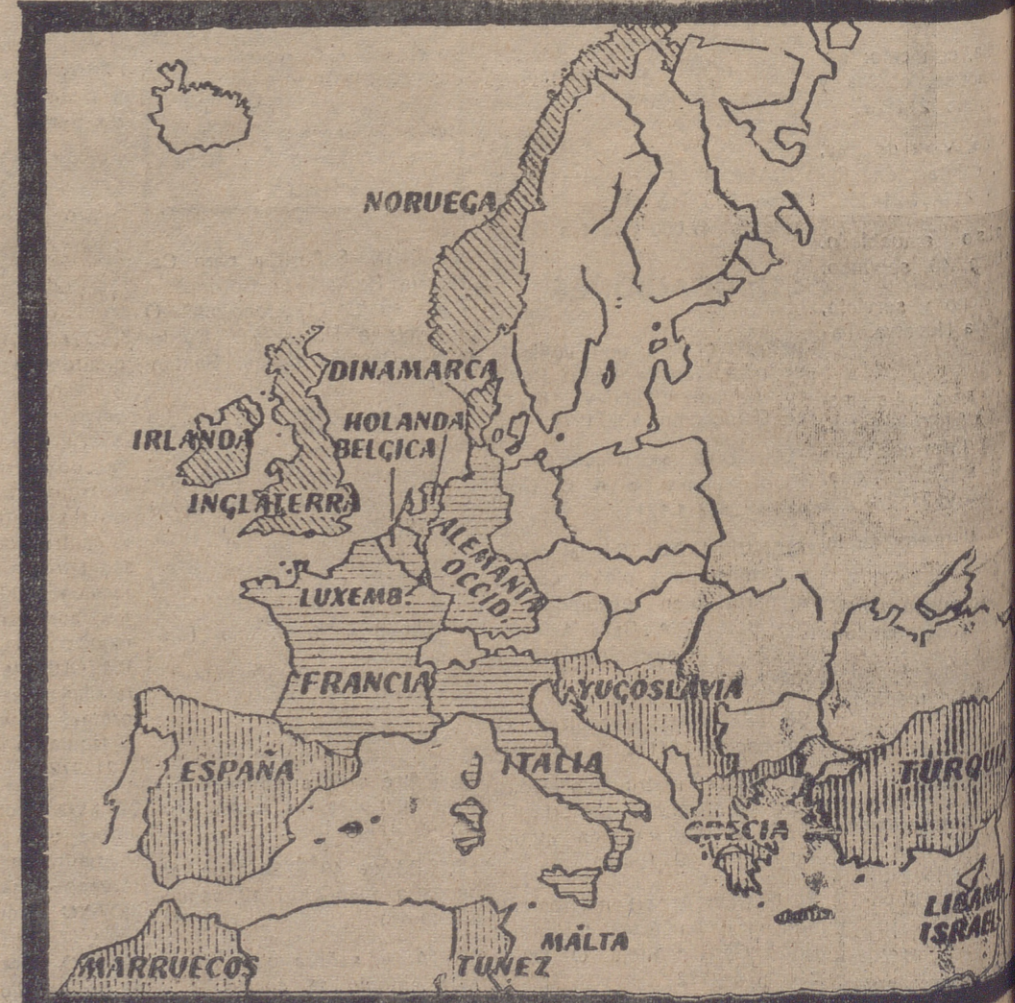 NORUEGA
DINAMARCA
HOLANDA
IRLANDA
BELGICA
INGLATERRA
ALEMANIA
OCCID.
LUXEMB.
FRANCIA
YUGOSLAVIA
ESPAÑA
ITALIA
TURQUIA
GRECIA
LIBANO
ISRAEL
MALTA
MARRUECOS
TUNEZ